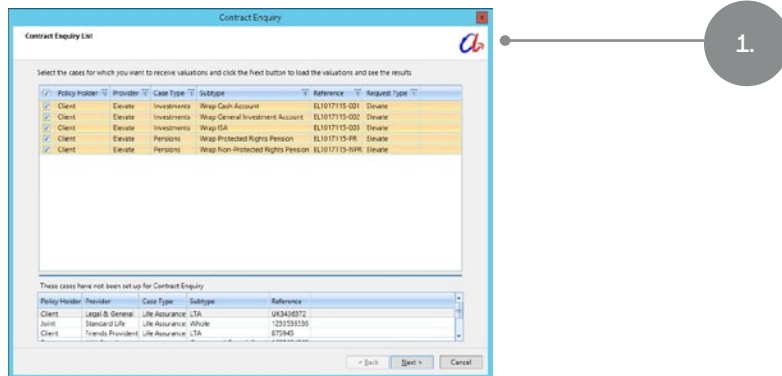 Contract Enquiry
Contract Enquiry List
1.
Select the cases for which you want to receive valuations and click the Next button to load the valuations and see the results
Policy Holder Provider Case Type Subtype Reference Request Type
Client Elevate Investments Wrap Cash Account EL1017115-001 Elevate
Client Elevate Investments Wrap General Investment Account EL1017115-002 Elevate
Client Elevate Investments Wrap ISA EL1017115-003 Elevate
Client Elevate Pensions Wrap Protected Rights Pension EL1017115-PR Elevate
Client Elevate Pensions Wrap Non-Protected Rights Pension EL1017115-NPR Elevate
These cases have not been set up for Contract Enquiry
Policy Holder Provider Case Type Subtype Reference
Client Legal & General Life Assurance LTA
Joint Standard Life Life Assurance Whole
Client Friends Provident Life Assurance LTA 875945
< Back Next > Cancel